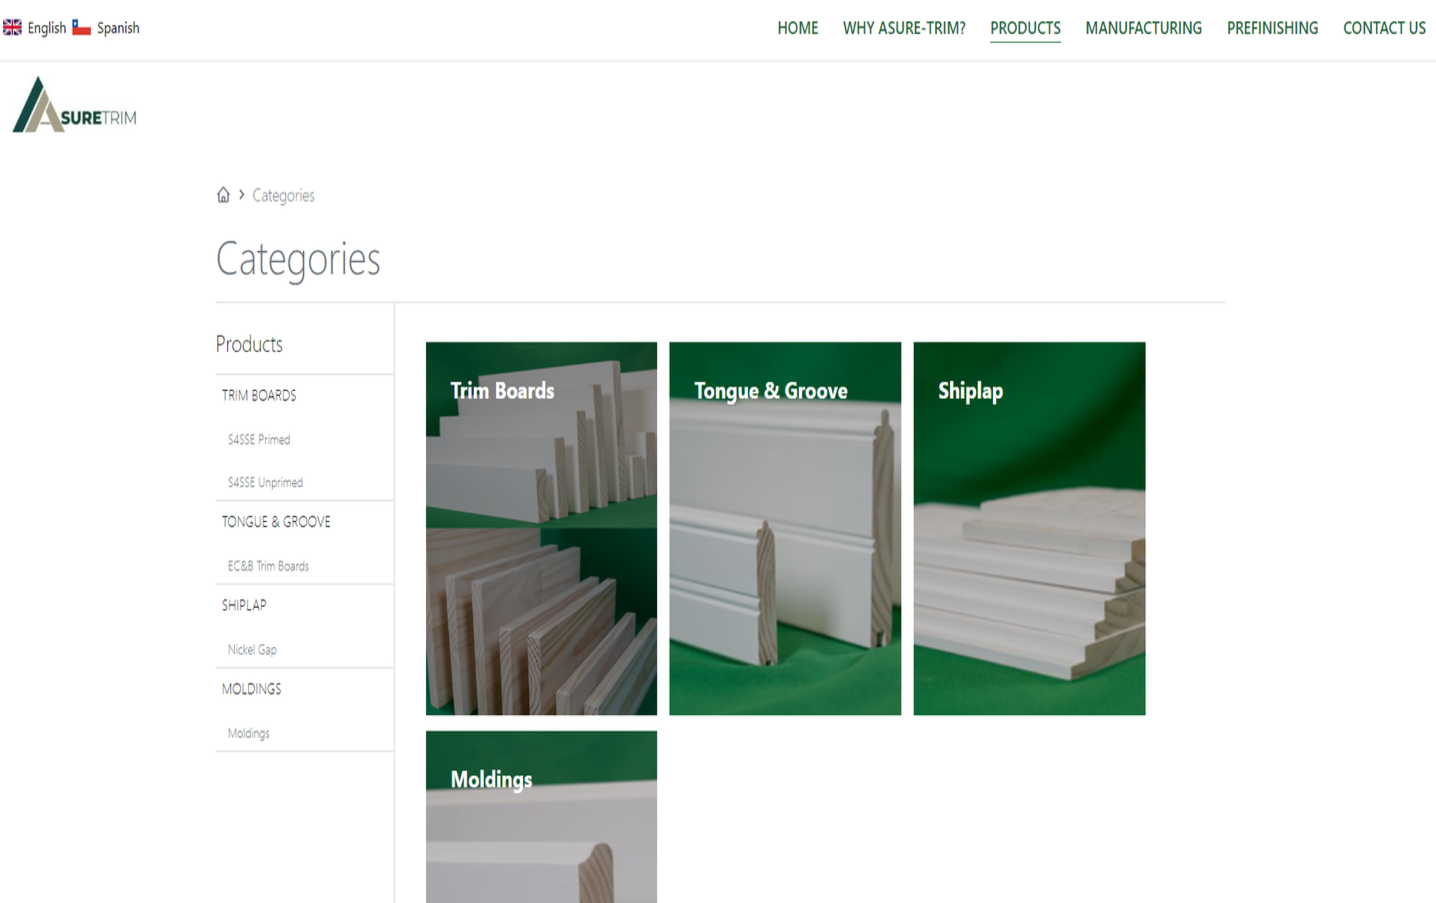 English Spanish
HOME WHY ASURE-TRIM? PRODUCTS MANUFACTURING PREFINISHING CONTACT US
ASURETRIM
Categories
Categories
Products
TRIM BOARDS
S4SSE Primed
S4SSE Unprimed
TONGUE & GROOVE
EC&B Trim Boards
SHIPLAP
Nickel Gap
MOLDINGS
Moldings
Trim Boards
Tongue & Groove
Shiplap
Moldings